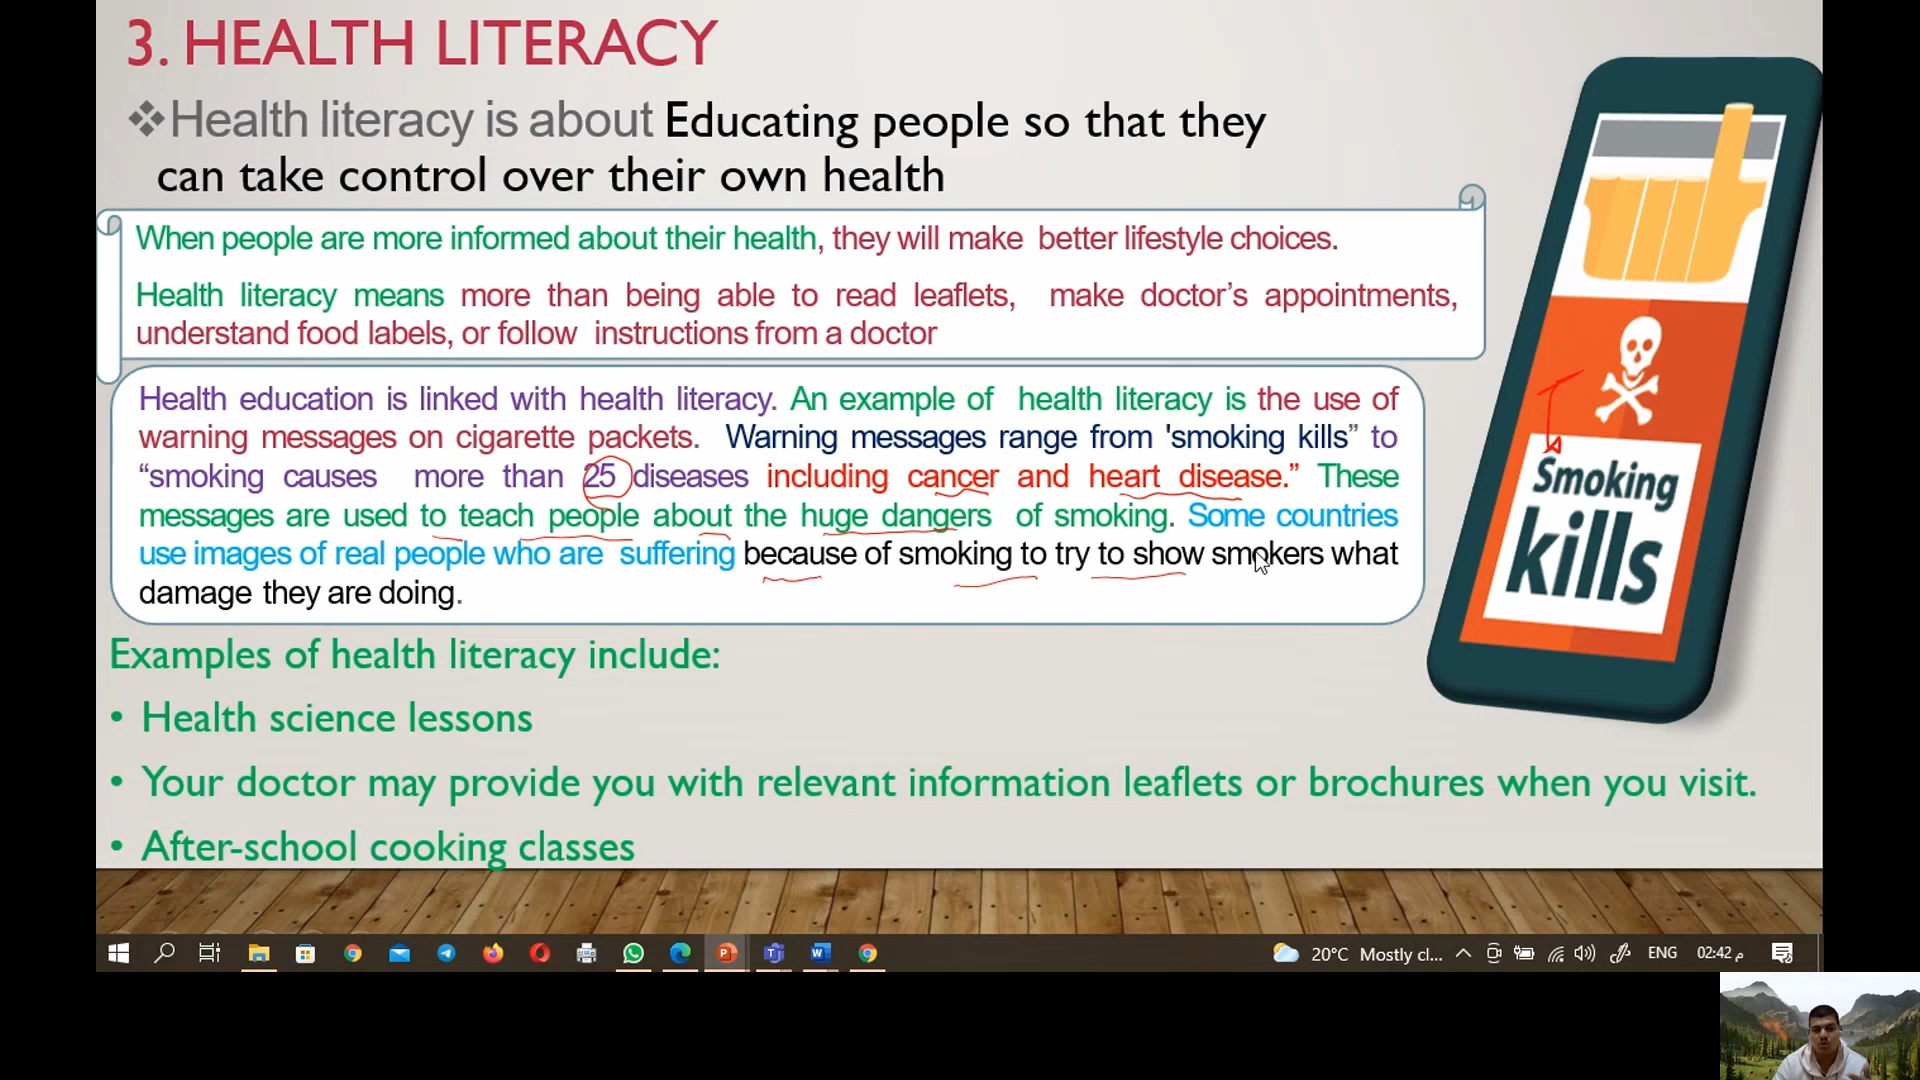 3. HEALTH LITERACY
❖Health literacy is about Educating people so that they
can take control over their own health
When people are more informed about their health, they will make better lifestyle choices.
Health literacy means more than being able to read leaflets, make doctor's appointments,
understand food labels, or follow instructions from a doctor
Health education is linked with health literacy. An example of health literacy is the use of
warning messages on cigarette packets. Warning messages range from 'smoking kills” to
“smoking causes more than 25 diseases including cancer and heart disease.” These
messages are used to teach people about the huge dangers of smoking. Some countries
use images of real people who are suffering because of smoking to try to show smokers what
damage they are doing.
Examples of health literacy include:
• Health science lessons
• Your doctor may provide you with relevant information leaflets or brochures when you visit.
• After-school cooking classes
Smoking
kills
20°C Mostly cl... ENG 02:42 م